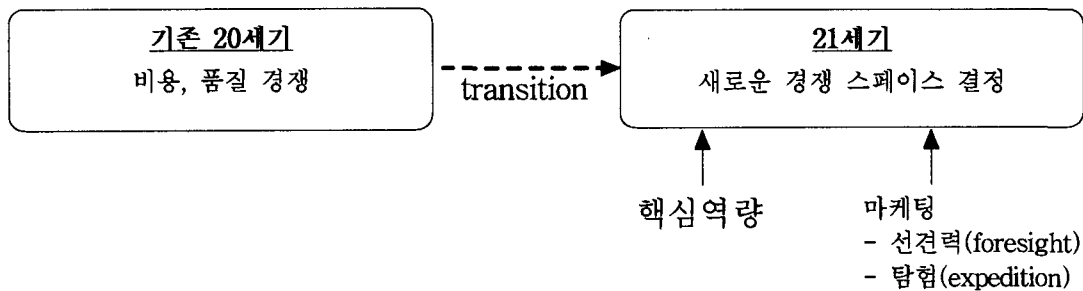 기존 20세기
비용, 품질 경쟁
transition
21세기
새로운 경쟁 스페이스 결정
핵심역량
마케팅
- 선견력(foresight)
- 탐험(expedition)